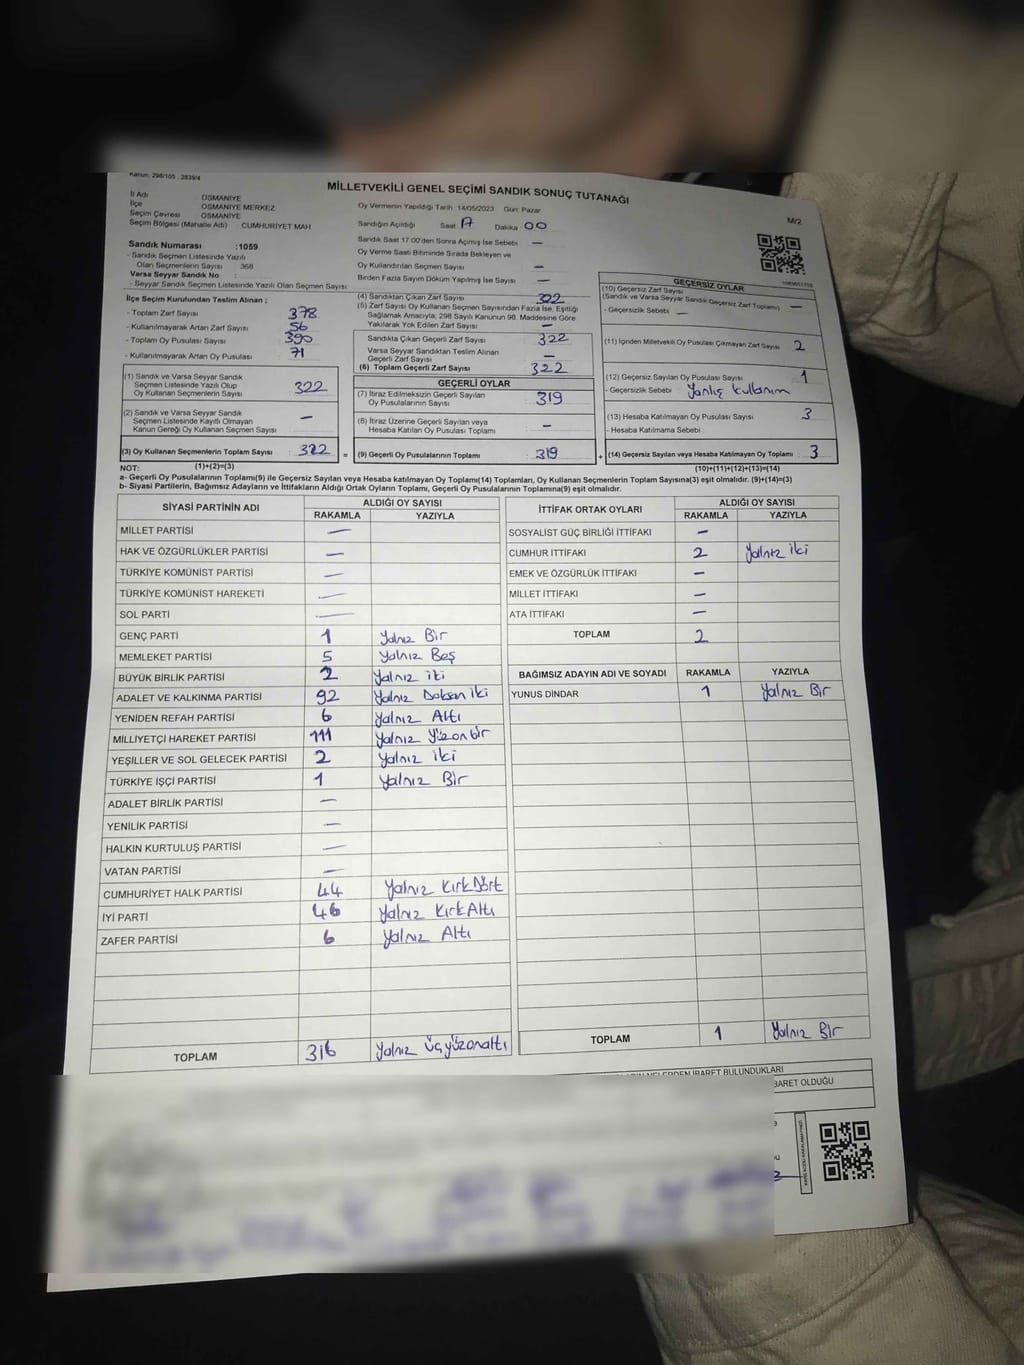 Kanun: 298/105 , 2839/4
MİLLETVEKİLİ GENEL SEÇİMİ SANDIK SONUÇ TUTANAĞI
M/2
İl Adı OSMANİYE
İlçe OSMANİYE MERKEZ
Seçim Çevresi OSMANİYE
Seçim Bölgesi (Mahalle Adı) CUMHURİYET MAH
Sandık Numarası :1059
- Sandık Seçmen Listesinde Yazılı
Olan Seçmenlerin Sayısı 368
Varsa Seyyar Sandık No :
- Seyyar Sandık Seçmen Listesinde Yazılı Olan Seçmen Sayısı:
Oy Vermenin Yapıldığı Tarih :14/05/2023 Gün: Pazar
Sandığın Açıldığı Saat Dakika 00
Sandık Saat 17:00'den Sonra Açılmış İse Sebebi —
Oy Verme Saati Bitiminde Sırada Bekleyen ve
Oy Kullandırılan Seçmen Sayısı —
Birden Fazla Sayım Döküm Yapılmış İse Sayısı —
İlçe Seçim Kurulundan Teslim Alınan ;
- Toplam Zarf Sayısı 378
- Kullanılmayarak Artan Zarf Sayısı 56
- Toplam Oy Pusulası Sayısı 390
- Kullanılmayarak Artan Oy Pusulası 71
(1) Sandık ve Varsa Seyyar Sandık
Seçmen Listesinde Yazılı Olup
Oy Kullanan Seçmenlerin Sayısı 322
(2) Sandık ve Varsa Seyyar Sandık
Seçmen Listesinde Kayıtlı Olmayan
Kanun Gereği Oy Kullanan Seçmen Sayısı —
(3) Oy Kullanan Seçmenlerin Toplam Sayısı : 322 =
(4) Sandıktan Çıkan Zarf Sayısı 322
(5) Zarf Sayısı Oy Kullanan Seçmen Sayısından Fazla İse, Eşitliği
Sağlamak Amacıyla, 298 Sayılı Kanunun 98. Maddesine Göre
Yakılarak Yok Edilen Zarf Sayısı —
Sandıkta Çıkan Geçerli Zarf Sayısı 322
Varsa Seyyar Sandıktan Teslim Alınan
Geçerli Zarf Sayısı —
(6) Toplam Geçerli Zarf Sayısı 322
GEÇERLİ OYLAR
(7) İtiraz Edilmeksizin Geçerli Sayılan
Oy Pusulalarının Sayısı 319
(8) İtiraz Üzerine Geçerli Sayılan veya
Hesaba Katılan Oy Pusulası Toplamı —
(9) Geçerli Oy Pusulalarının Toplamı 319 +
GEÇERSİZ OYLAR
(10) Geçersiz Zarf Sayısı
(Sandık ve Varsa Seyyar Sandık Geçersiz Zarf Toplamı) —
- Geçersizlik Sebebi —
(11) İçinden Milletvekili Oy Pusulası Çıkmayan Zarf Sayısı 2
(12) Geçersiz Sayılan Oy Pusulası Sayısı 1
- Geçersizlik Sebebi Yanlış kullanım
(13) Hesaba Katılmayan Oy Pusulası Sayısı 3
- Hesaba Katılmama Sebebi :
(14) Geçersiz Sayılan veya Hesaba Katılmayan Oy Toplamı : 3
NOT: (1)+(2)=(3) (10)+(11)+(12)+(13)=(14)
a- Geçerli Oy Pusulasının Toplamı(9) ile Geçersiz Sayılan veya Hesaba katılmayan Oy Toplamı(14) Toplamları, Oy Kullanan Seçmenlerin Toplam Sayısına(3) eşit olmalıdır. (9)+(14)=(3)
b- Siyasi Partilerin, Bağımsız Adayların ve İttifakların Aldığı Ortak Oyların Toplamı, Geçerli Oy Pusulalarının Toplamına(9) eşit olmalıdır.
SİYASİ PARTİNİN ADI ALDIĞI OY SAYISI
RAKAMLA YAZIYLA
MİLLET PARTİSİ —
HAK VE ÖZGÜRLÜKLER PARTİSİ —
TÜRKİYE KOMÜNİST PARTİSİ —
TÜRKİYE KOMÜNİST HAREKETİ —
SOL PARTİ —
GENÇ PARTİ 1 Yalnız Bir
MEMLEKET PARTİSİ 5 Yalnız Beş
BÜYÜK BİRLİK PARTİSİ 2 Yalnız iki
ADALET VE KALKINMA PARTİSİ 92 Yalnız Doksan iki
YENİDEN REFAH PARTİSİ 6 Yalnız Altı
MİLLİYETÇİ HAREKET PARTİSİ 111 Yalnız Yüzonbir
YEŞİLLER VE SOL GELECEK PARTİSİ 2 Yalnız iki
TÜRKİYE İŞÇİ PARTİSİ 1 Yalnız Bir
ADALET BİRLİK PARTİSİ —
YENİLİK PARTİSİ —
HALKIN KURTULUŞ PARTİSİ —
VATAN PARTİSİ —
CUMHURİYET HALK PARTİSİ 44 Yalnız KırkDört
İYİ PARTİ 46 Yalnız KırkAltı
ZAFER PARTİSİ 6 Yalnız Altı
TOPLAM 316 Yalnız üçyüzonaltı
İTTİFAK ORTAK OYLARI ALDIĞI OY SAYISI
RAKAMLA YAZIYLA
SOSYALİST GÜÇ BİRLİĞİ İTTİFAKI —
CUMHUR İTTİFAKI 2 Yalnız iki
EMEK VE ÖZGÜRLÜK İTTİFAKI —
MİLLET İTTİFAKI —
ATA İTTİFAKI —
TOPLAM 2
BAĞIMSIZ ADAYIN ADI VE SOYADI RAKAMLA YAZIYLA
YUNUS DİNDAR 1 Yalnız Bir
TOPLAM 1 Yalnız Bir
NELERDEN İBARET BULUNDUKLARI
BARET OLDUĞU